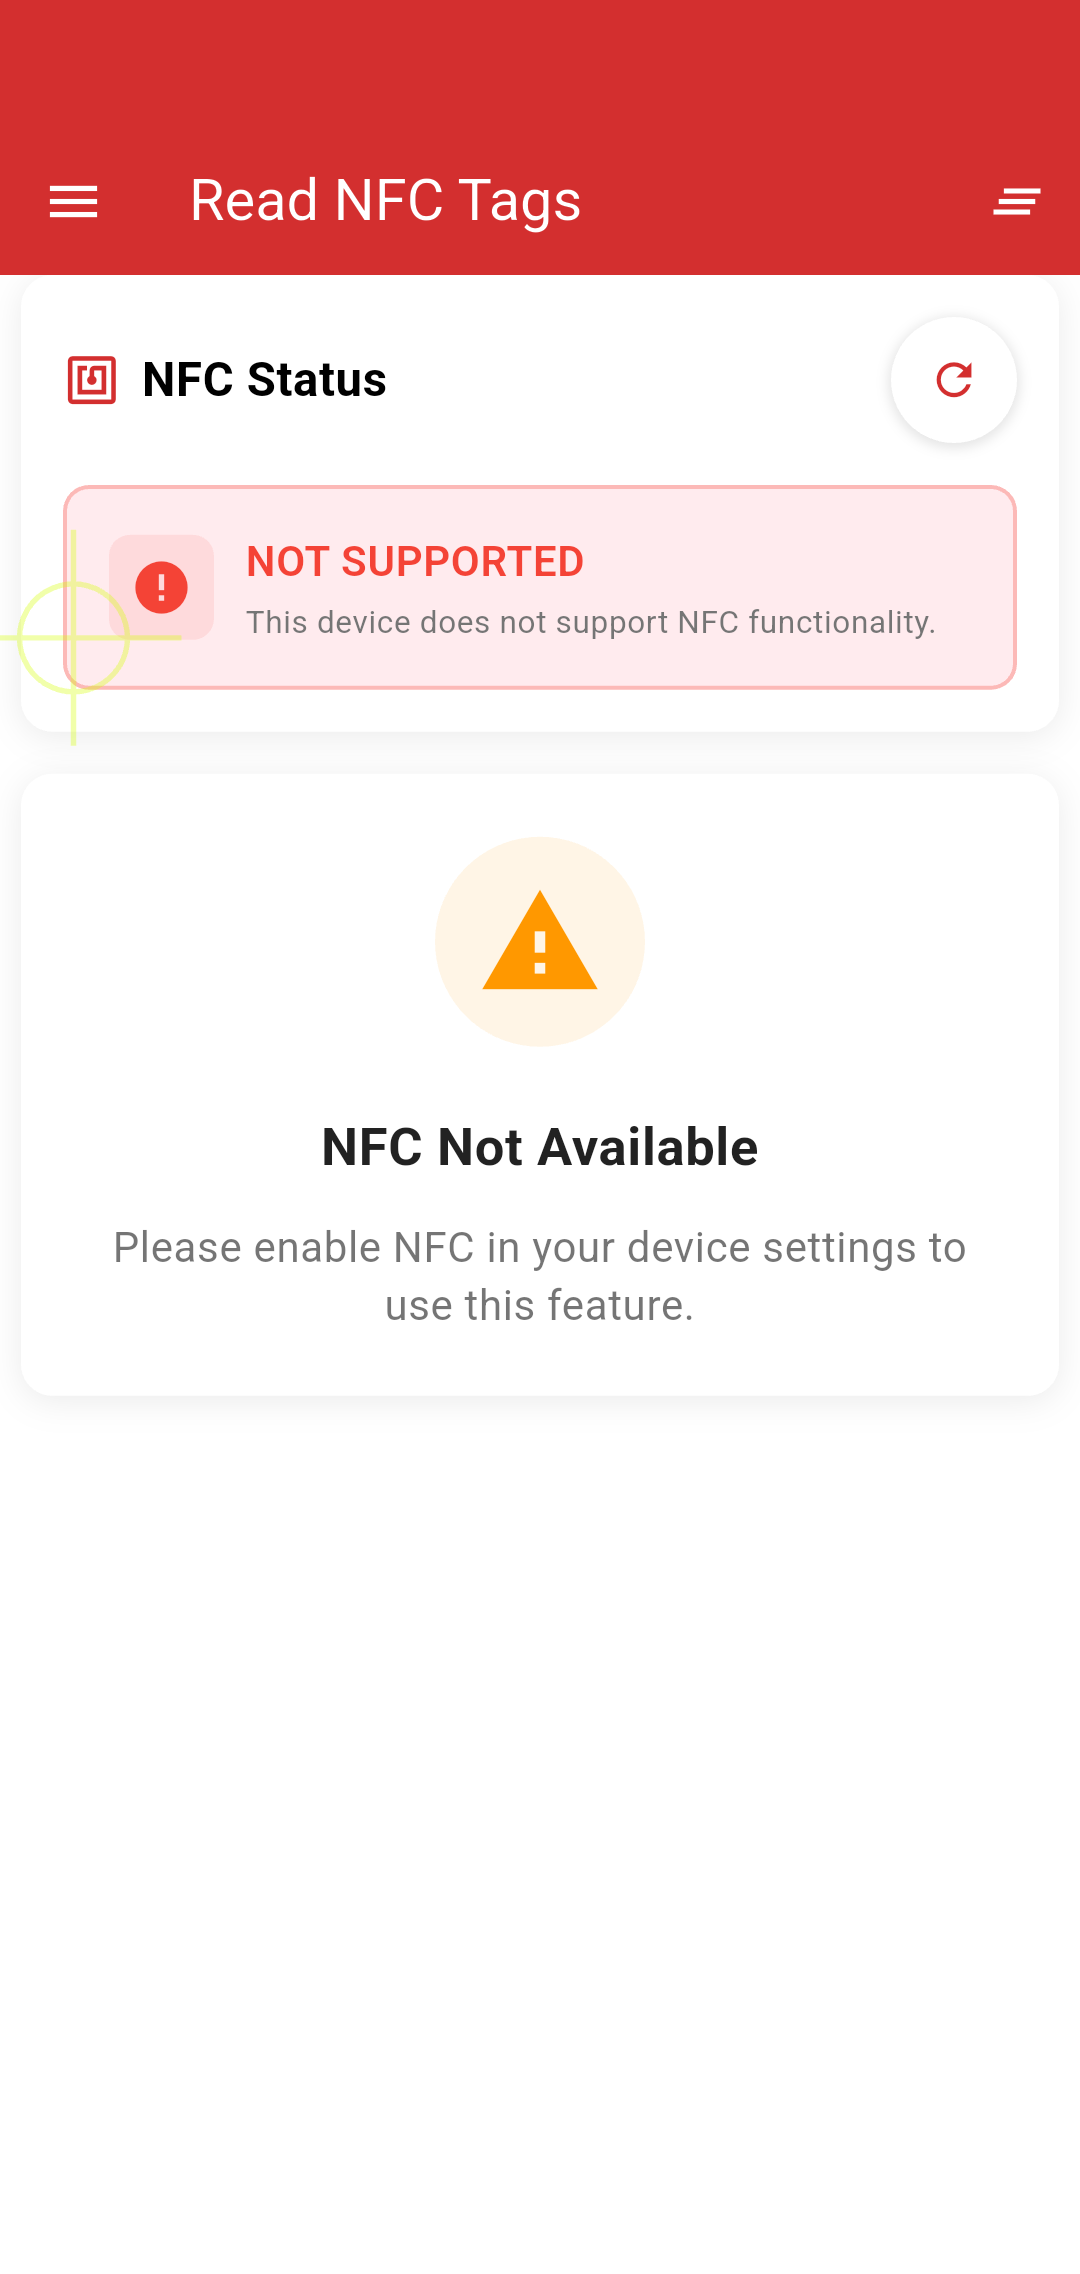 Read NFC Tags
NFC Status
NOT SUPPORTED
This device does not support NFC functionality.
NFC Not Available
Please enable NFC in your device settings to
use this feature.